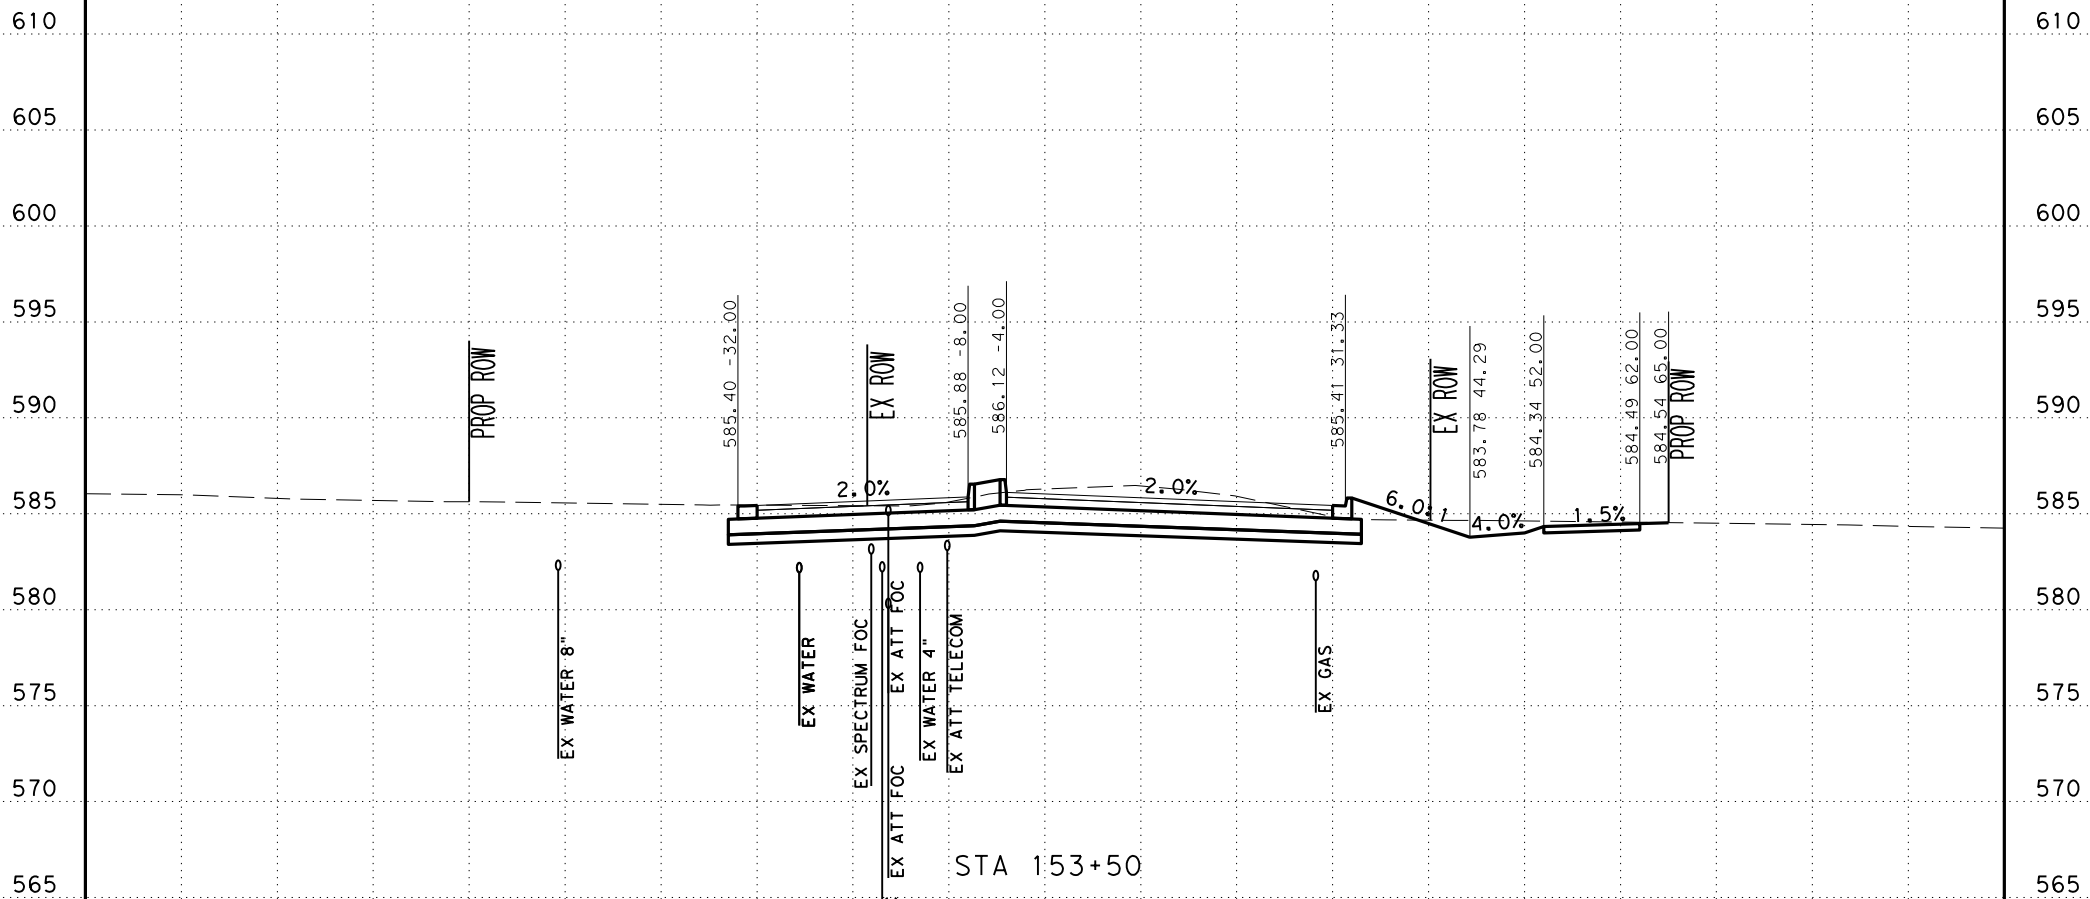 610 610
605 605
600 600
595 595
590 590
585 585
580 580
575 575
570 570
565 565
PROP ROW
585.40 -32.00
EX ROW
585.88 -8.00
586.12 -4.00
585.41 31.33
EX ROW
583.78 44.29
584.34 52.00
584.49 62.00
584.54 65.00
PROP ROW
2.0%
2.0%
6.0:1
4.0%
1.5%
EX WATER 8"
EX WATER
EX SPECTRUM FOC
EX ATT FOC
EX ATT FOC
EX WATER 4"
EX ATT TELECOM
EX GAS
STA 153+50